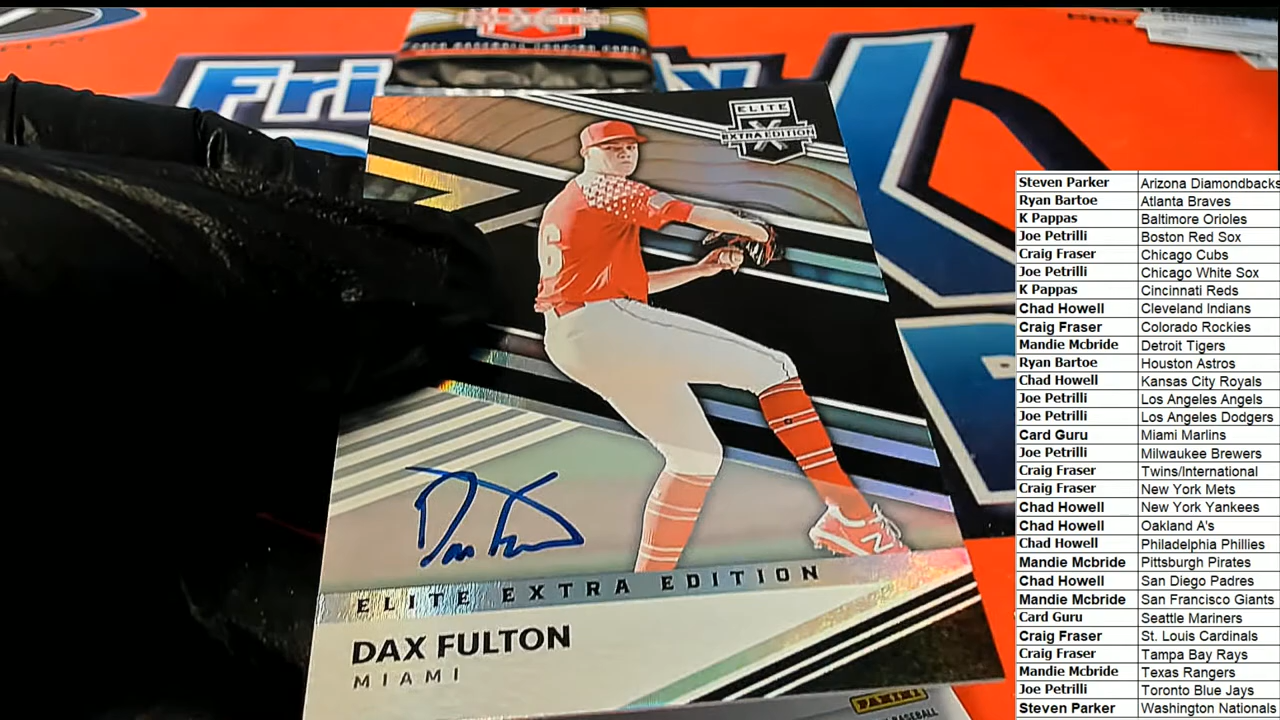 ELITE
EXTRA EDITION
6
ELITE EXTRA EDITION
DAX FULTON
MIAMI
PANINI
BASEBALL
Steven Parker Arizona Diamondbacks
Ryan Bartoe Atlanta Braves
K Pappas Baltimore Orioles
Joe Petrilli Boston Red Sox
Craig Fraser Chicago Cubs
Joe Petrilli Chicago White Sox
K Pappas Cincinnati Reds
Chad Howell Cleveland Indians
Craig Fraser Colorado Rockies
Mandie Mcbride Detroit Tigers
Ryan Bartoe Houston Astros
Chad Howell Kansas City Royals
Joe Petrilli Los Angeles Angels
Joe Petrilli Los Angeles Dodgers
Card Guru Miami Marlins
Joe Petrilli Milwaukee Brewers
Craig Fraser Twins/International
Craig Fraser New York Mets
Chad Howell New York Yankees
Chad Howell Oakland A's
Chad Howell Philadelphia Phillies
Mandie Mcbride Pittsburgh Pirates
Chad Howell San Diego Padres
Mandie Mcbride San Francisco Giants
Card Guru Seattle Mariners
Craig Fraser St. Louis Cardinals
Craig Fraser Tampa Bay Rays
Mandie Mcbride Texas Rangers
Joe Petrilli Toronto Blue Jays
Steven Parker Washington Nationals